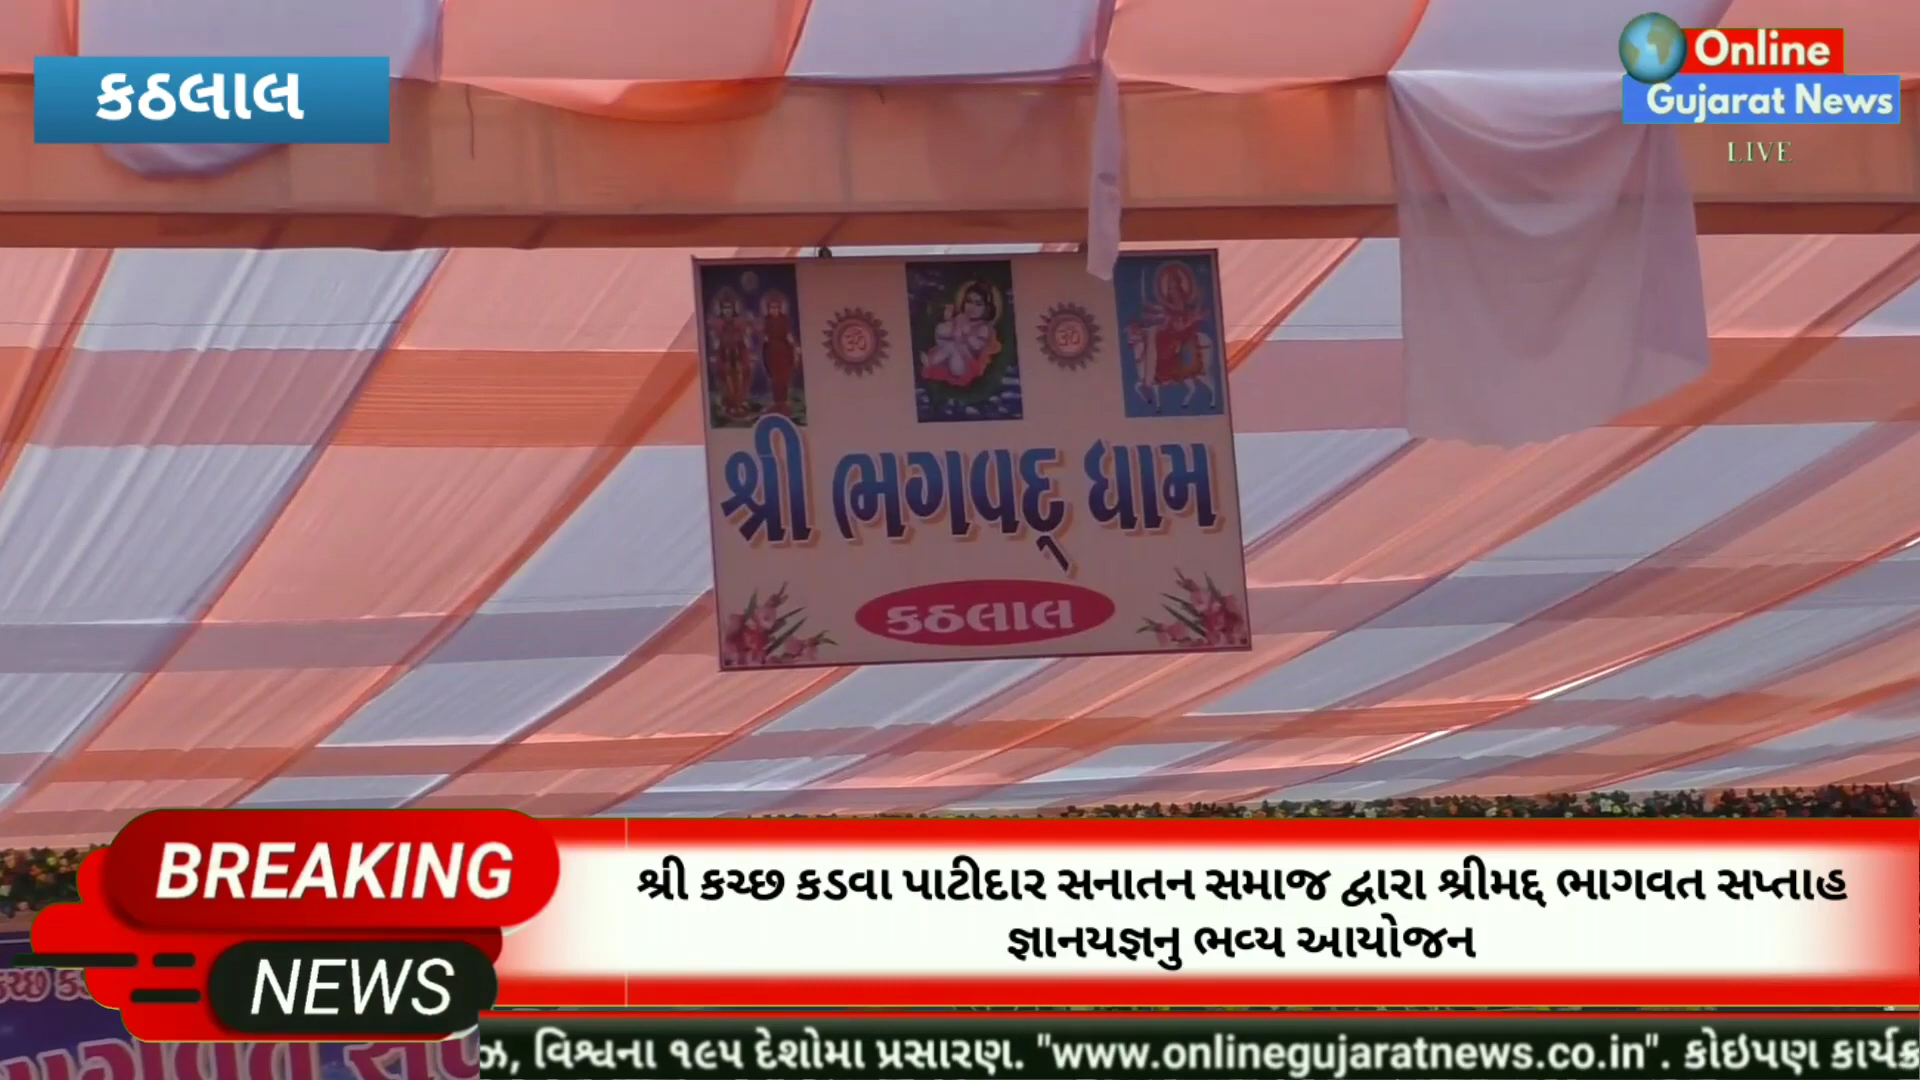 કઠલાલ
Online
Gujarat News
LIVE
ॐ ॐ
શ્રી ભગવદ્ ધામ
કઠલાલ
BREAKING
NEWS
શ્રી કચ્છ કડવા પાટીદાર સનાતન સમાજ દ્વારા શ્રીમદ્દ ભાગવત સપ્તાહ
જ્ઞાનયજ્ઞનુ ભવ્ય આયોજન
વિશ્વના ૧૯૫ દેશોમા પ્રસારણ. "www.onlinegujaratnews.co.in". કોઇપણ